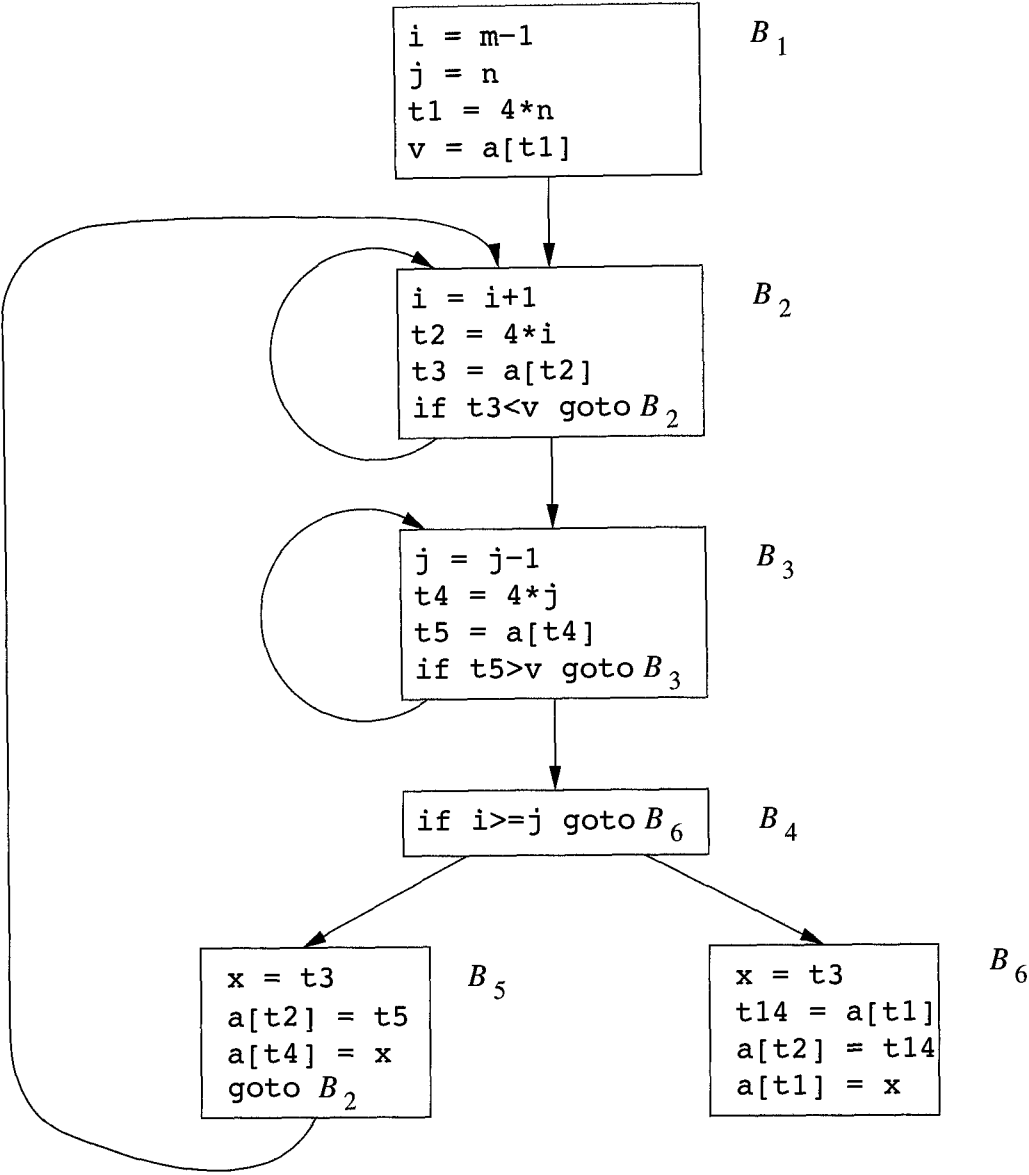 i = m-1
j = n
t1 = 4*n
v = a[t1]
B1
i = i+1
t2 = 4*i
t3 = a[t2]
if t3<v goto B2
B2
j = j-1
t4 = 4*j
t5 = a[t4]
if t5>v goto B3
B3
if i>=j goto B6
B4
x = t3
a[t2] = t5
a[t4] = x
goto B2
B5
x = t3
t14 = a[t1]
a[t2] = t14
a[t1] = x
B6